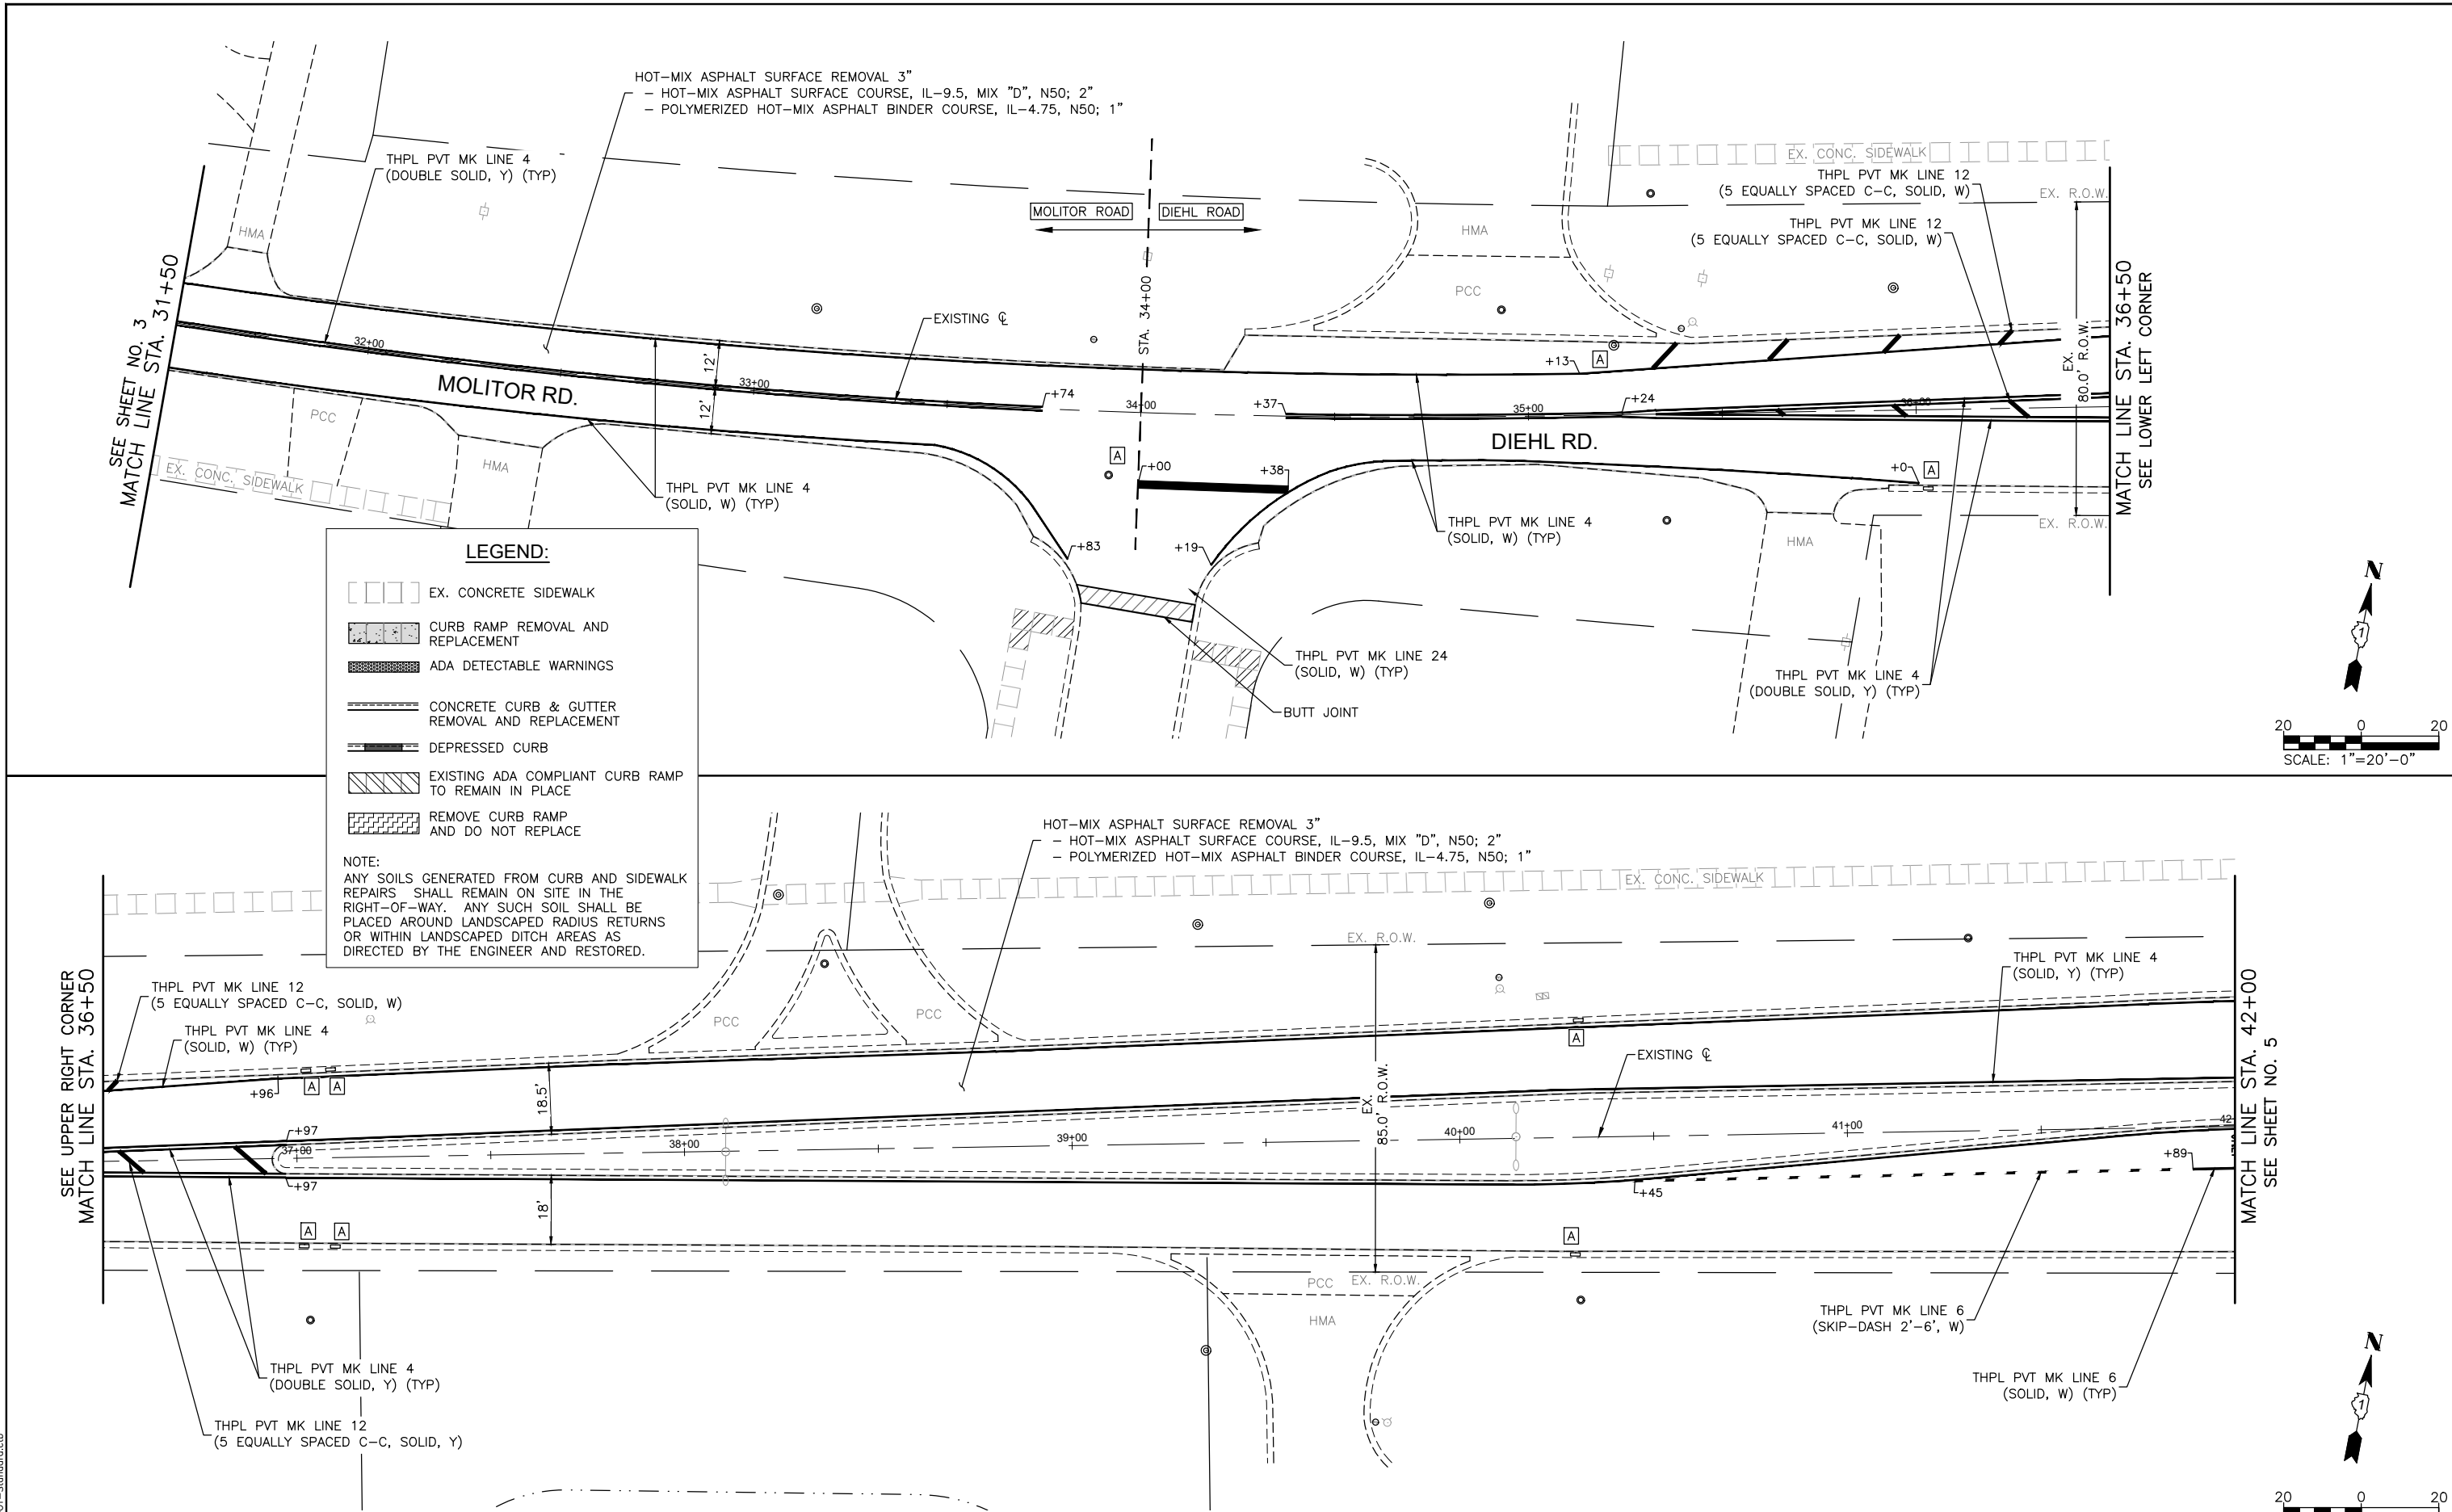 HOT-MIX ASPHALT SURFACE REMOVAL 3"
- HOT-MIX ASPHALT SURFACE COURSE, IL-9.5, MIX "D", N50; 2"
- POLYMERIZED HOT-MIX ASPHALT BINDER COURSE, IL-4.75, N50; 1"
THPL PVT MK LINE 4
(DOUBLE SOLID, Y) (TYP)
EX. CONC. SIDEWALK
THPL PVT MK LINE 12
(5 EQUALLY SPACED C-C, SOLID, W)
EX. R.O.W.
MOLITOR ROAD
DIEHL ROAD
THPL PVT MK LINE 12
(5 EQUALLY SPACED C-C, SOLID, W)
HMA
HMA
PCC
STA. 34+00
SEE SHEET NO. 3
MATCH LINE STA. 31+50
EXISTING ℄
32+00
12'
33+00
12'
MOLITOR RD.
+74
34+00
+37
+13
A
35+00
+24
36+00
EX.
80.0' R.O.W.
MATCH LINE STA. 36+50
SEE LOWER LEFT CORNER
DIEHL RD.
PCC
HMA
EX. CONC. SIDEWALK
A
+00
+38
+0
A
THPL PVT MK LINE 4
(SOLID, W) (TYP)
THPL PVT MK LINE 4
(SOLID, W) (TYP)
EX. R.O.W.
HMA
+83
+19
THPL PVT MK LINE 24
(SOLID, W) (TYP)
BUTT JOINT
THPL PVT MK LINE 4
(DOUBLE SOLID, Y) (TYP)
N
1
20 0 20
SCALE: 1"=20'-0"
LEGEND:
EX. CONCRETE SIDEWALK
CURB RAMP REMOVAL AND
REPLACEMENT
ADA DETECTABLE WARNINGS
CONCRETE CURB & GUTTER
REMOVAL AND REPLACEMENT
DEPRESSED CURB
EXISTING ADA COMPLIANT CURB RAMP
TO REMAIN IN PLACE
REMOVE CURB RAMP
AND DO NOT REPLACE
NOTE:
ANY SOILS GENERATED FROM CURB AND SIDEWALK
REPAIRS SHALL REMAIN ON SITE IN THE
RIGHT-OF-WAY. ANY SUCH SOIL SHALL BE
PLACED AROUND LANDSCAPED RADIUS RETURNS
OR WITHIN LANDSCAPED DITCH AREAS AS
DIRECTED BY THE ENGINEER AND RESTORED.
HOT-MIX ASPHALT SURFACE REMOVAL 3"
- HOT-MIX ASPHALT SURFACE COURSE, IL-9.5, MIX "D", N50; 2"
- POLYMERIZED HOT-MIX ASPHALT BINDER COURSE, IL-4.75, N50; 1"
EX. CONC. SIDEWALK
EX. R.O.W.
THPL PVT MK LINE 4
(SOLID, Y) (TYP)
SEE UPPER RIGHT CORNER
MATCH LINE STA. 36+50
THPL PVT MK LINE 12
(5 EQUALLY SPACED C-C, SOLID, W)
THPL PVT MK LINE 4
(SOLID, W) (TYP)
PCC
PCC
+96
A
A
18.5'
A
EXISTING ℄
EX.
85.0' R.O.W.
+97
37+00
38+00
39+00
40+00
41+00
42
+97
+45
+89
18'
MATCH LINE STA. 42+00
SEE SHEET NO. 5
A
A
A
PCC
EX. R.O.W.
HMA
THPL PVT MK LINE 6
(SKIP-DASH 2'-6', W)
THPL PVT MK LINE 6
(SOLID, W) (TYP)
THPL PVT MK LINE 4
(DOUBLE SOLID, Y) (TYP)
THPL PVT MK LINE 12
(5 EQUALLY SPACED C-C, SOLID, Y)
N
1
20 0 20